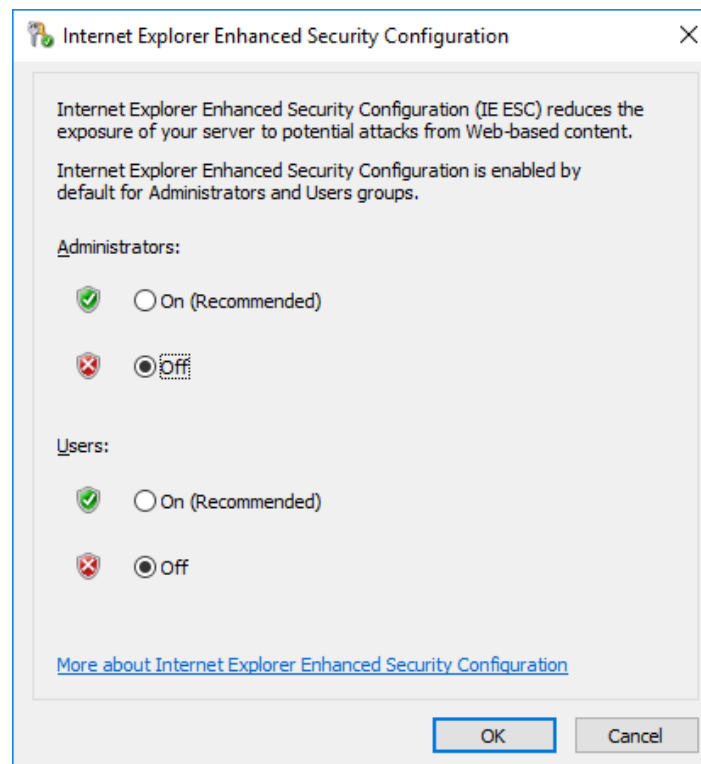 Internet Explorer Enhanced Security Configuration
Internet Explorer Enhanced Security Configuration (IE ESC) reduces the
exposure of your server to potential attacks from Web-based content.
Internet Explorer Enhanced Security Configuration is enabled by
default for Administrators and Users groups.
Administrators:
On (Recommended)
Off
Users:
On (Recommended)
Off
More about Internet Explorer Enhanced Security Configuration
OK Cancel